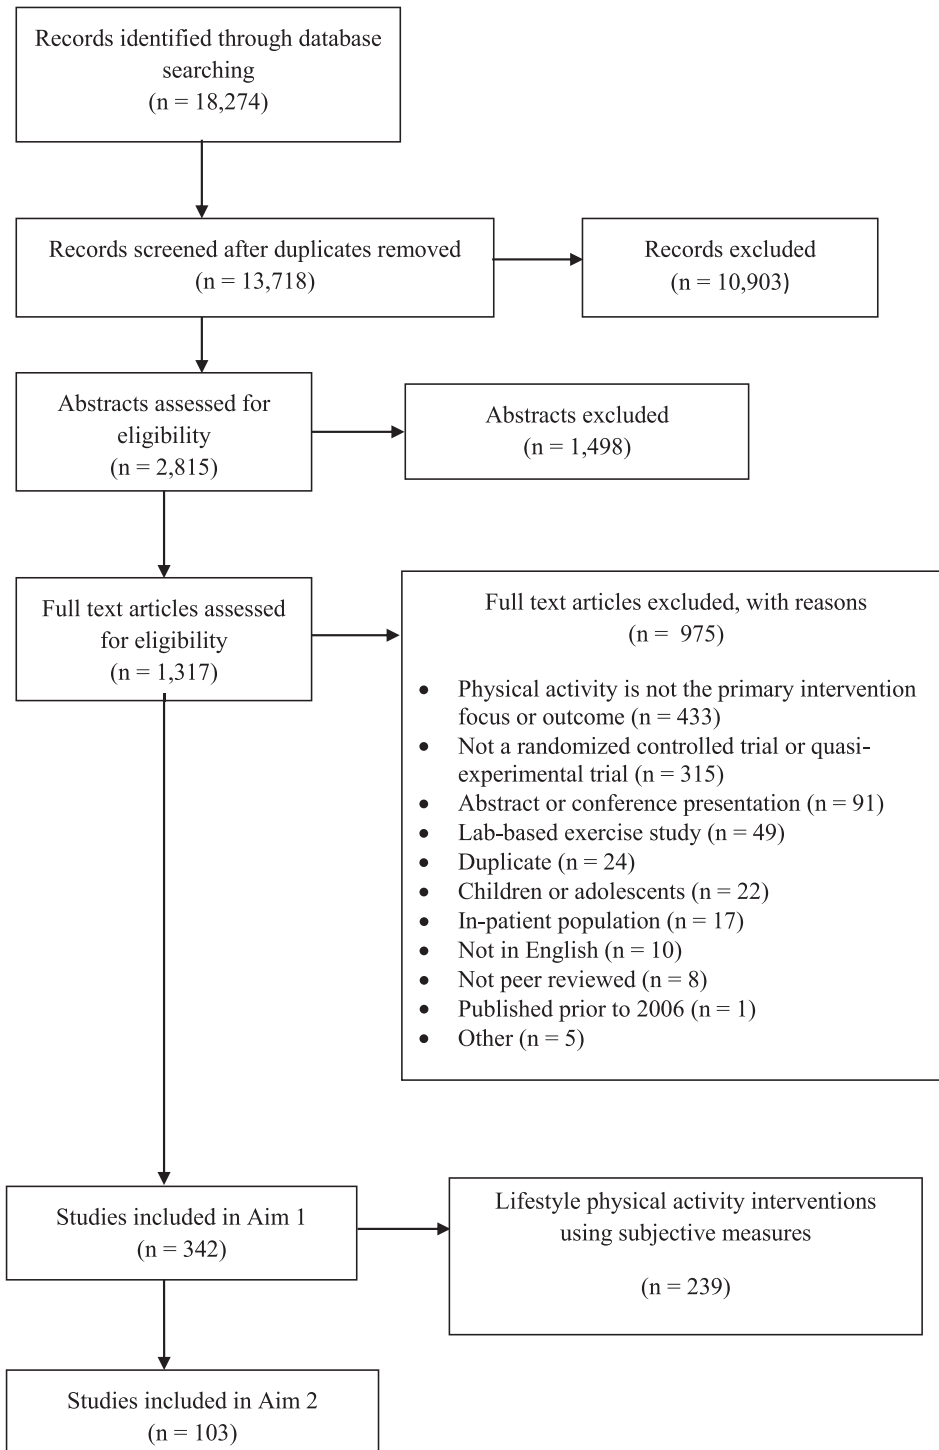 Records identified through database
searching
(n = 18,274)
Records screened after duplicates removed
(n = 13,718)
Records excluded
(n = 10,903)
Abstracts assessed for
eligibility
(n = 2,815)
Abstracts excluded
(n = 1,498)
Full text articles assessed
for eligibility
(n = 1,317)
Full text articles excluded, with reasons
(n = 975)
• Physical activity is not the primary intervention
focus or outcome (n = 433)
• Not a randomized controlled trial or quasi-
experimental trial (n = 315)
• Abstract or conference presentation (n = 91)
• Lab-based exercise study (n = 49)
• Duplicate (n = 24)
• Children or adolescents (n = 22)
• In-patient population (n = 17)
• Not in English (n = 10)
• Not peer reviewed (n = 8)
• Published prior to 2006 (n = 1)
• Other (n = 5)
Studies included in Aim 1
(n = 342)
Lifestyle physical activity interventions
using subjective measures
(n = 239)
Studies included in Aim 2
(n = 103)